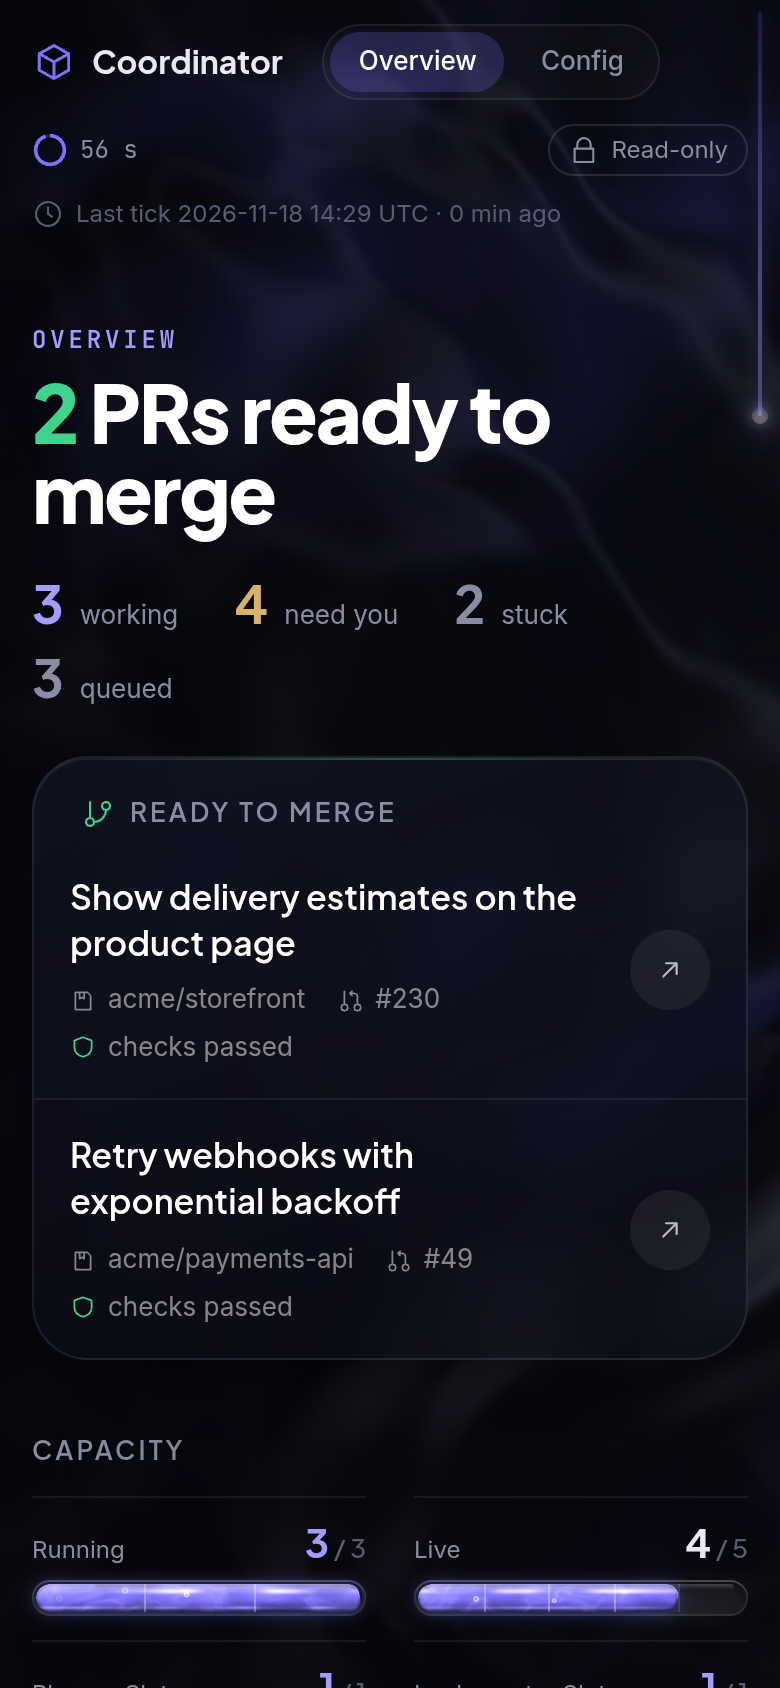 Coordinator Overview Config
56 s Read-only
Last tick 2026-11-18 14:29 UTC · 0 min ago
OVERVIEW
2 PRs ready to
merge
3 working 4 need you 2 stuck
3 queued
READY TO MERGE
Show delivery estimates on the
product page
acme/storefront #230
checks passed
Retry webhooks with
exponential backoff
acme/payments-api #49
checks passed
CAPACITY
Running 3 / 3
Live 4 / 5